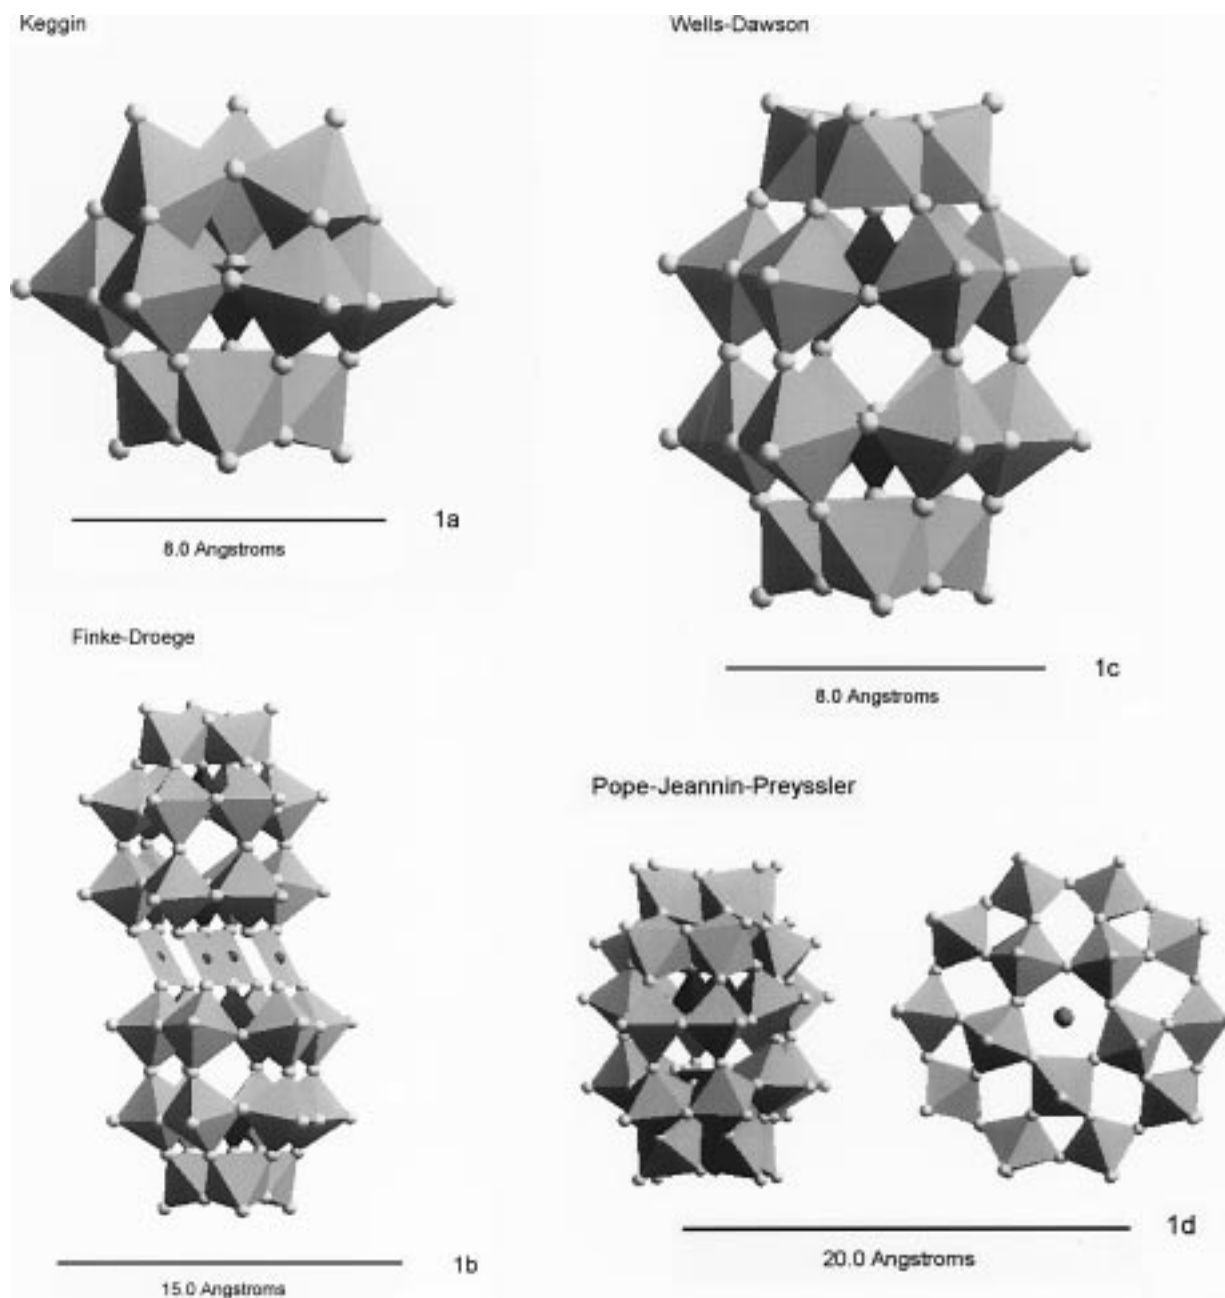 Keggin
Wells-Dawson
1a
8.0 Angstroms
1c
8.0 Angstroms
Finke-Droege
1b
15.0 Angstroms
Pope-Jeannin-Preyssler
1d
20.0 Angstroms